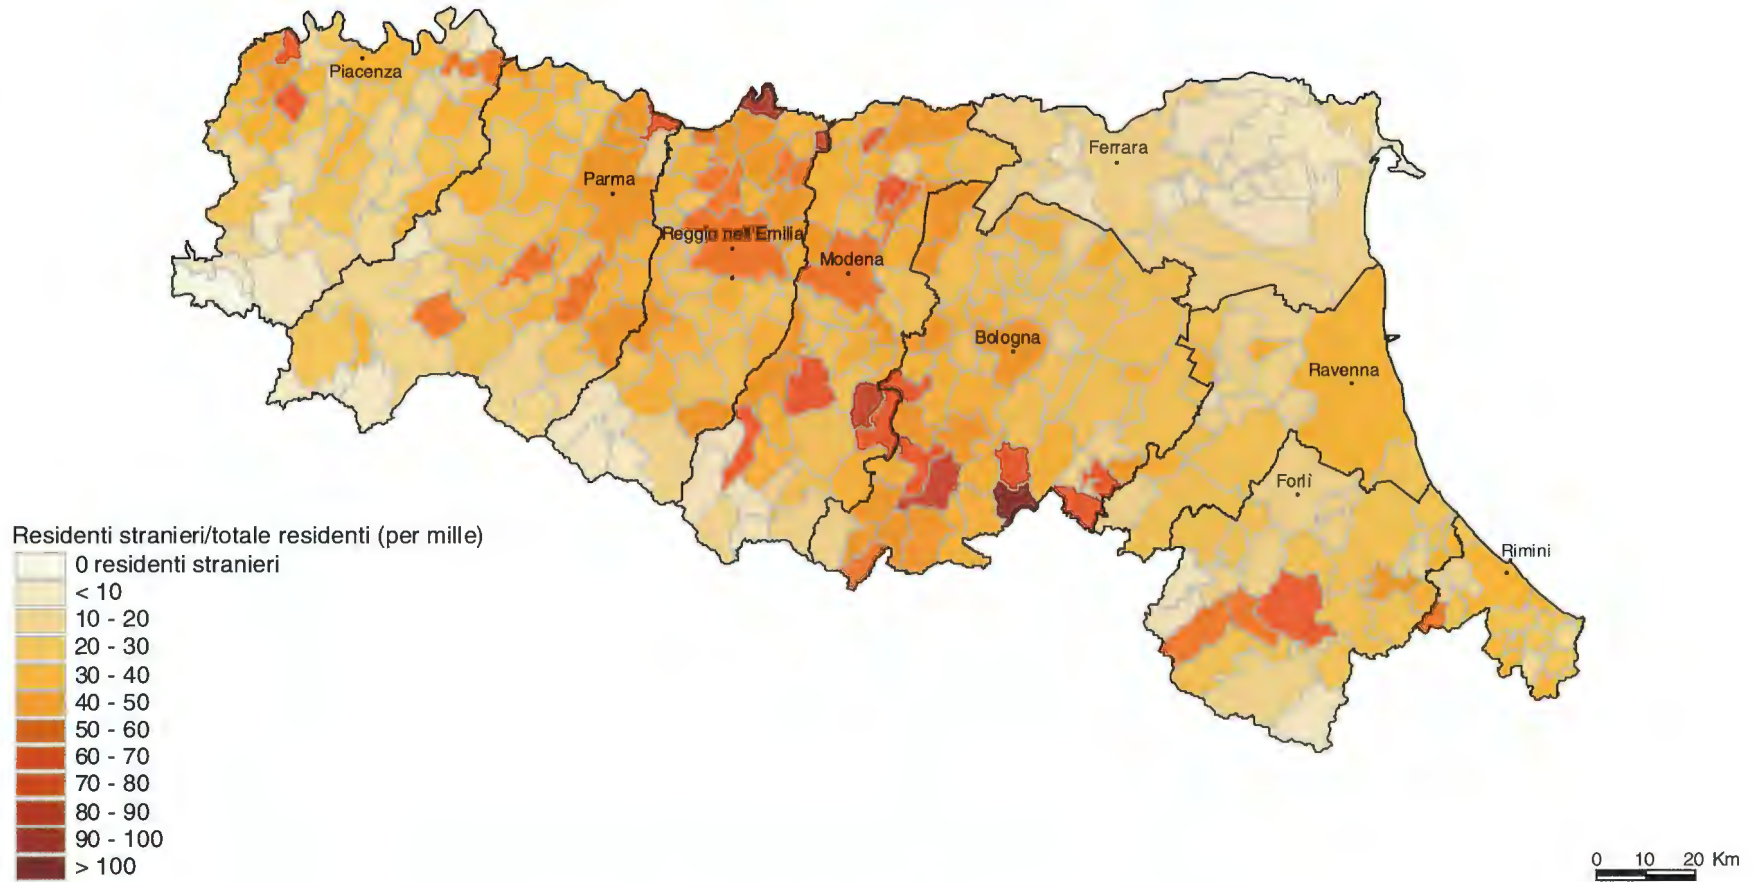 Piacenza
Ferrara
Parma
Reggio nell'Emilia
Modena
Bologna
Ravenna
Forlì
Rimini
Residenti stranieri/totale residenti (per mille)
0 residenti stranieri
< 10
10 - 20
20 - 30
30 - 40
40 - 50
50 - 60
60 - 70
70 - 80
80 - 90
90 - 100
> 100
0 10 20 Km